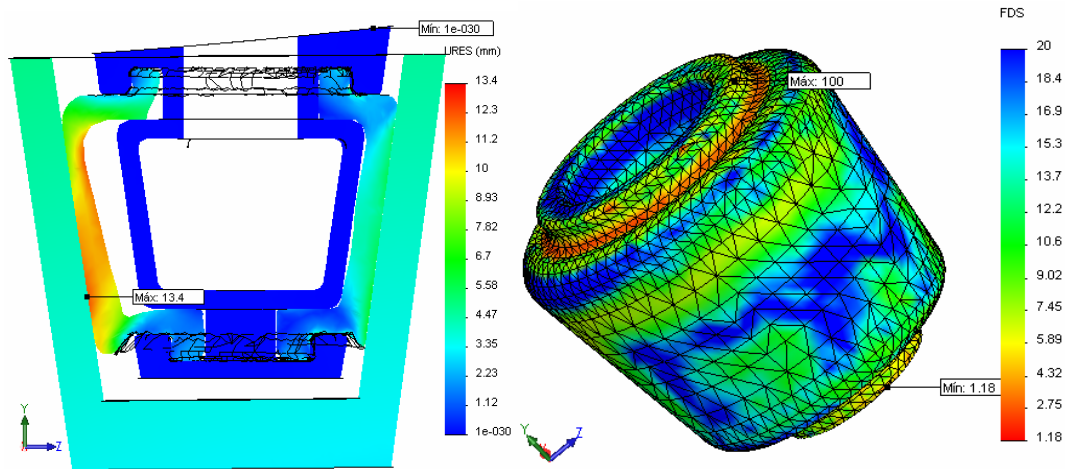 Mín: 1e-030
URES (mm)
13.4
12.3
11.2
10
8.93
7.82
6.7
5.58
4.47
3.35
2.23
1.12
1e-030
Máx: 13.4
Y
Z
FDS
20
18.4
16.9
15.3
13.7
12.2
10.6
9.02
7.45
5.89
4.32
2.75
1.18
Máx: 100
Mín: 1.18
Y
Z